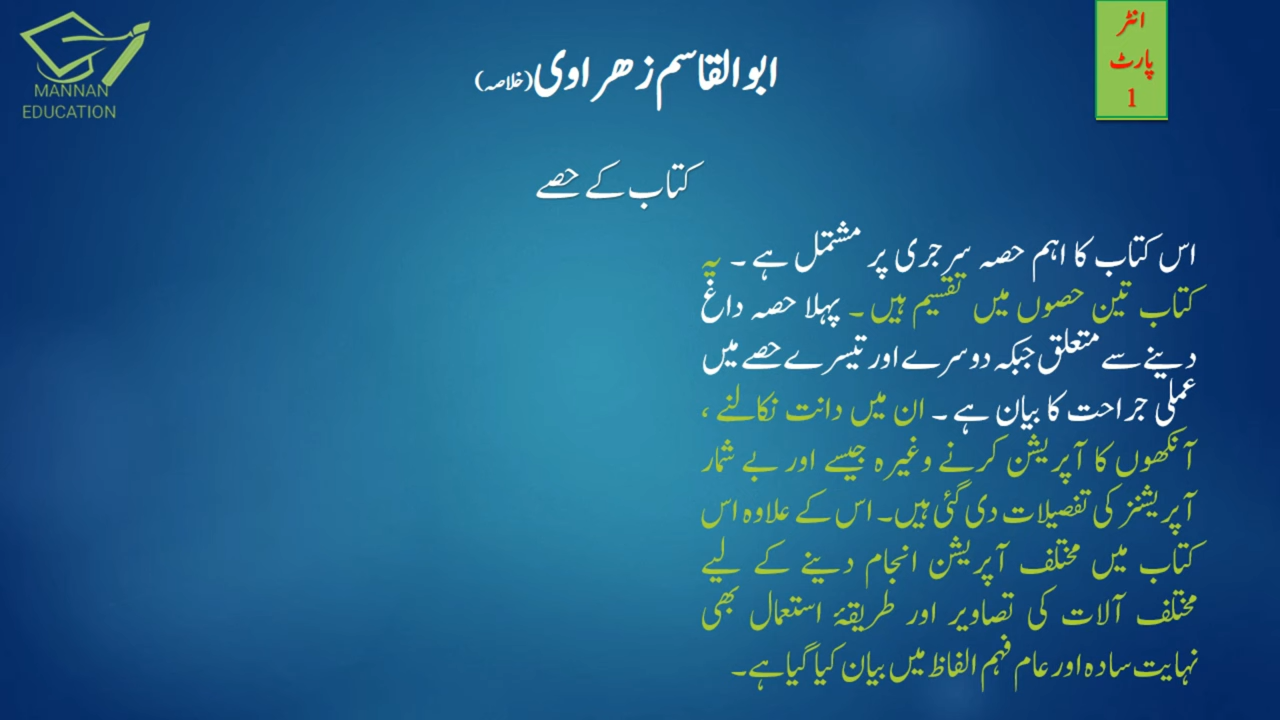 MANNAN
EDUCATION
انٹر
پارٹ
1
ابوالقاسم زھراوی (خلاصہ)
کتاب کے حصے
اس کتاب کا اہم حصہ سرجری پر مشتمل ہے ۔ یہ
کتاب تین حصوں میں تقسیم ہیں ۔ پہلا حصہ داغ
دینے سے متعلق جبکہ دوسرے اور تیسرے حصے میں
عملی جراحت کا بیان ہے ۔ ان میں دانت نکالنے ،
آنکھوں کا آپریشن کرنے وغیرہ جیسے اور بے شمار
آپریشنز کی تفصیلات دی گئی ہیں۔ اس کے علاوہ اس
کتاب میں مختلف آپریشن انجام دینے کے لیے
مختلف آلات کی تصاویر اور طریقۂ استعمال بھی
نہایت سادہ اور عام فہم الفاظ میں بیان کیا گیا ہے۔